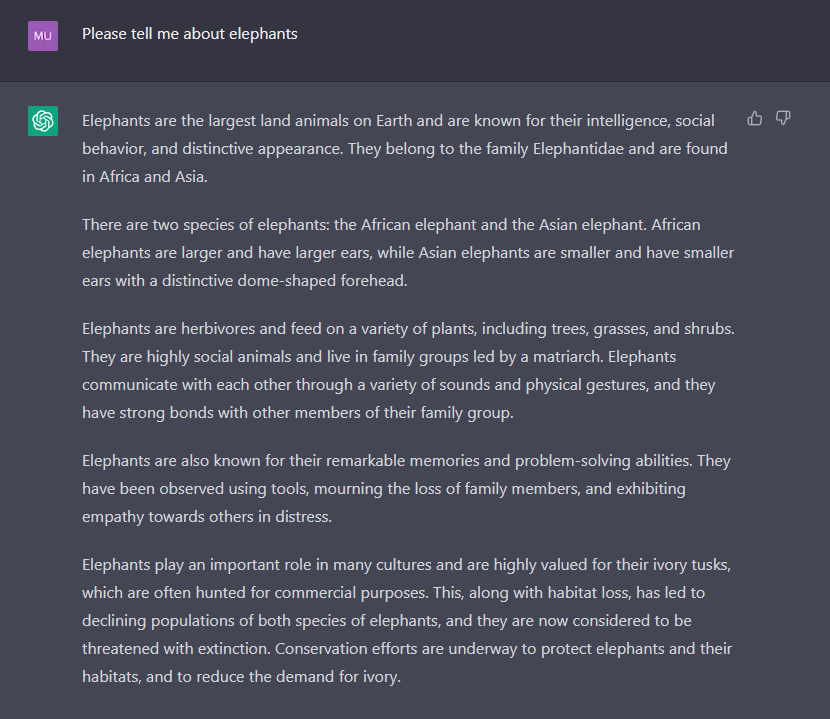 MU
Please tell me about elephants
Elephants are the largest land animals on Earth and are known for their intelligence, social
behavior, and distinctive appearance. They belong to the family Elephantidae and are found
in Africa and Asia.
There are two species of elephants: the African elephant and the Asian elephant. African
elephants are larger and have larger ears, while Asian elephants are smaller and have smaller
ears with a distinctive dome-shaped forehead.
Elephants are herbivores and feed on a variety of plants, including trees, grasses, and shrubs.
They are highly social animals and live in family groups led by a matriarch. Elephants
communicate with each other through a variety of sounds and physical gestures, and they
have strong bonds with other members of their family group.
Elephants are also known for their remarkable memories and problem-solving abilities. They
have been observed using tools, mourning the loss of family members, and exhibiting
empathy towards others in distress.
Elephants play an important role in many cultures and are highly valued for their ivory tusks,
which are often hunted for commercial purposes. This, along with habitat loss, has led to
declining populations of both species of elephants, and they are now considered to be
threatened with extinction. Conservation efforts are underway to protect elephants and their
habitats, and to reduce the demand for ivory.